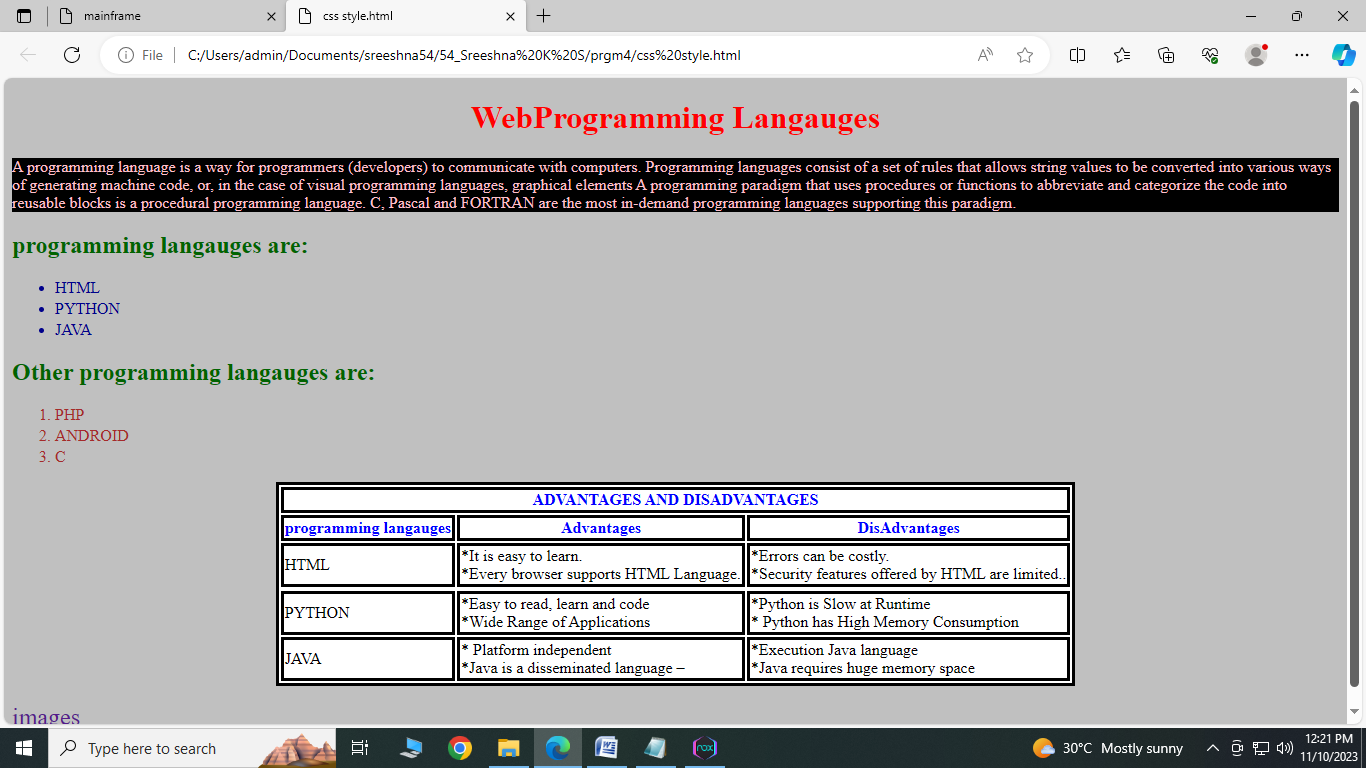 mainframe
css style.html
File
C:/Users/admin/Documents/sreeshna54/54_Sreeshna%20K%20S/prgm4/css%20style.html
WebProgramming Langauges
A programming language is a way for programmers (developers) to communicate with computers. Programming languages consist of a set of rules that allows string values to be converted into various ways
of generating machine code, or, in the case of visual programming languages, graphical elements A programming paradigm that uses procedures or functions to abbreviate and categorize the code into
reusable blocks is a procedural programming language. C, Pascal and FORTRAN are the most in-demand programming languages supporting this paradigm.
programming langauges are:
• HTML
• PYTHON
• JAVA
Other programming langauges are:
1. PHP
2. ANDROID
3. C
ADVANTAGES AND DISADVANTAGES
programming langauges Advantages DisAdvantages
HTML
*It is easy to learn.
*Every browser supports HTML Language.
*Errors can be costly.
*Security features offered by HTML are limited..
PYTHON
*Easy to read, learn and code
*Wide Range of Applications
*Python is Slow at Runtime
* Python has High Memory Consumption
JAVA
* Platform independent
*Java is a disseminated language –
*Execution Java language
*Java requires huge memory space
images
Type here to search
30°C Mostly sunny
12:21 PM
11/10/2023